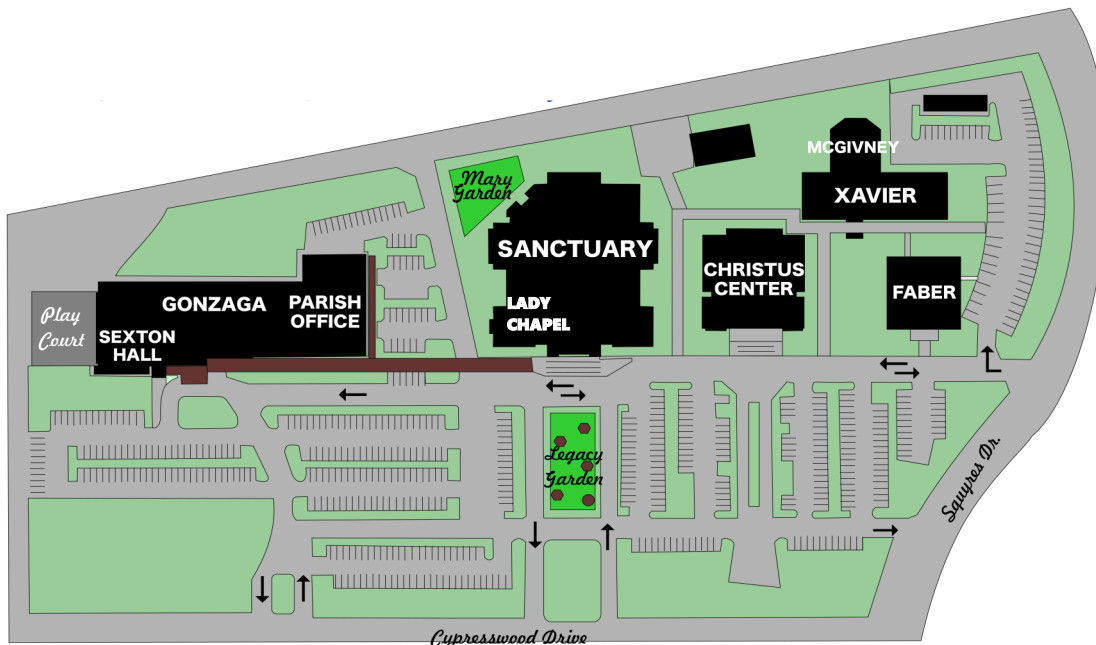 MCGIVNEY
XAVIER
Mary
Garden
SANCTUARY
CHRISTUS
CENTER
FABER
LADY
CHAPEL
GONZAGA
PARISH
OFFICE
Play
Court
SEXTON
HALL
Legacy
Garden
Squyres Dr.
Cypresswood Drive